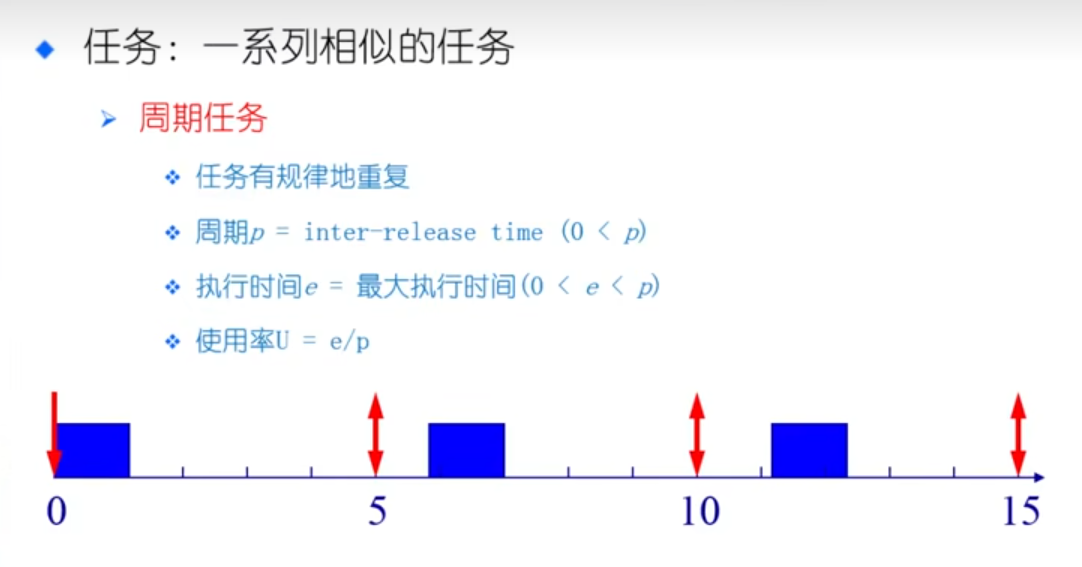 任务：一系列相似的任务
周期任务
任务有规律地重复
周期p = inter-release time (0 < p)
执行时间e = 最大执行时间(0 < e < p)
使用率U = e/p
0 5 10 15